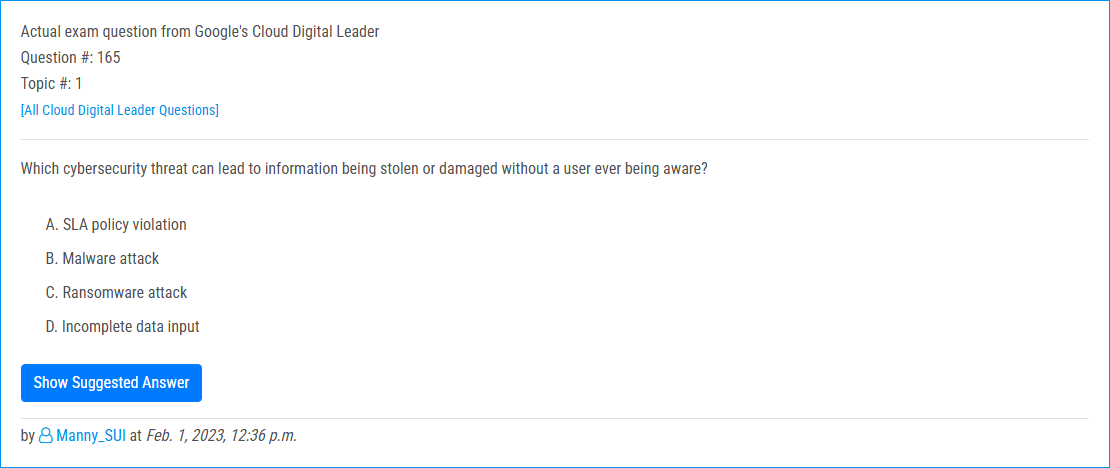 Actual exam question from Google's Cloud Digital Leader
Question #: 165
Topic #: 1
[All Cloud Digital Leader Questions]
Which cybersecurity threat can lead to information being stolen or damaged without a user ever being aware?
A. SLA policy violation
B. Malware attack
C. Ransomware attack
D. Incomplete data input
Show Suggested Answer
by Manny_SUI at Feb. 1, 2023, 12:36 p.m.